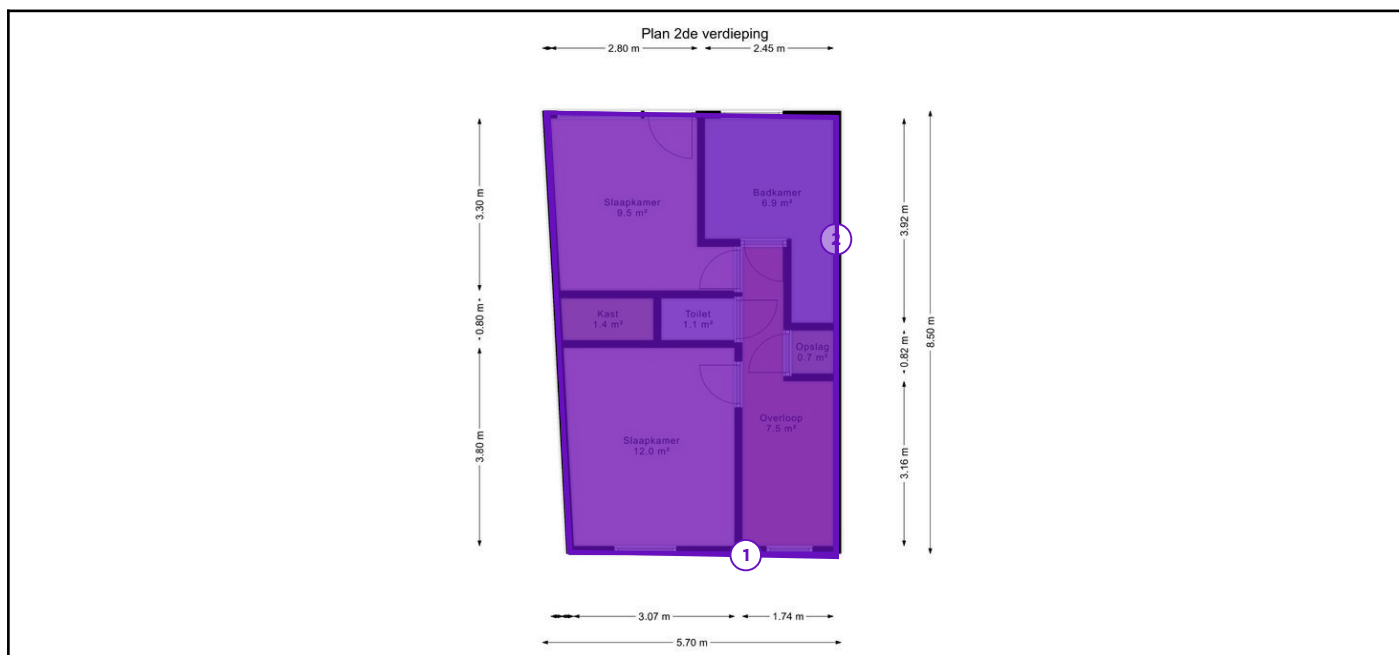 Plan 2de verdieping
2.80 m
2.45 m
3.30 m
0.80 m
3.80 m
3.92 m
0.82 m
3.16 m
8.50 m
Slaapkamer
9.5 m²
Badkamer
6.9 m²
2
Kast
1.4 m²
Toilet
1.1 m²
Opslag
0.7 m²
Overloop
7.5 m²
Slaapkamer
12.0 m²
1
3.07 m
1.74 m
5.70 m